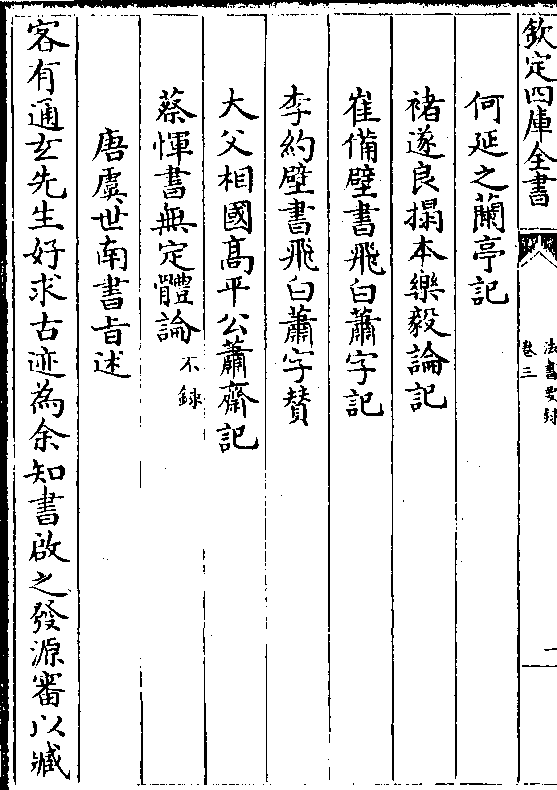 欽定四庫全書
法書要録
卷三
一
何延之蘭亭記
褚遂良搨本樂毅論記
崔備壁書飛白蕭字記
李約壁書飛白蕭字賛
大父相國髙平公蕭齋記
蔡惲書無定體論不録
唐虞世南書旨述
客有通玄先生好求古迹為余知書啟之發源審以臧